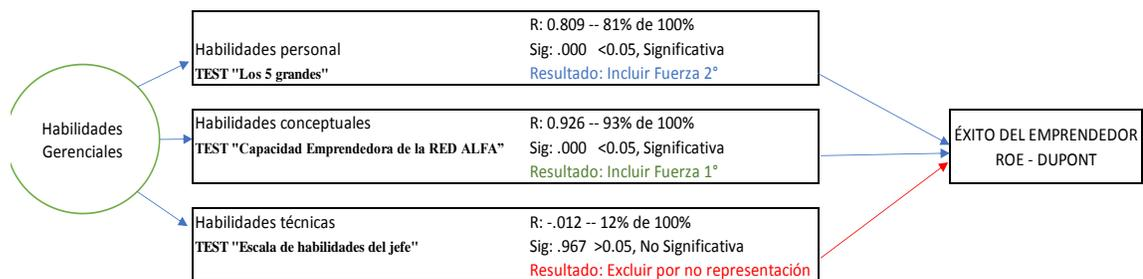 Habilidades
Gerenciales
Habilidades personal
TEST "Los 5 grandes"
R: 0.809 -- 81% de 100%
Sig: .000 <0.05, Significativa
Resultado: Incluir Fuerza 2°
Habilidades conceptuales
TEST "Capacidad Emprendedora de la RED ALFA”
R: 0.926 -- 93% de 100%
Sig: .000 <0.05, Significativa
Resultado: Incluir Fuerza 1°
Habilidades técnicas
TEST "Escala de habilidades del jefe"
R: -.012 -- 12% de 100%
Sig: .967 >0.05, No Significativa
Resultado: Excluir por no representación
ÉXITO DEL EMPRENDEDOR
ROE - DUPONT